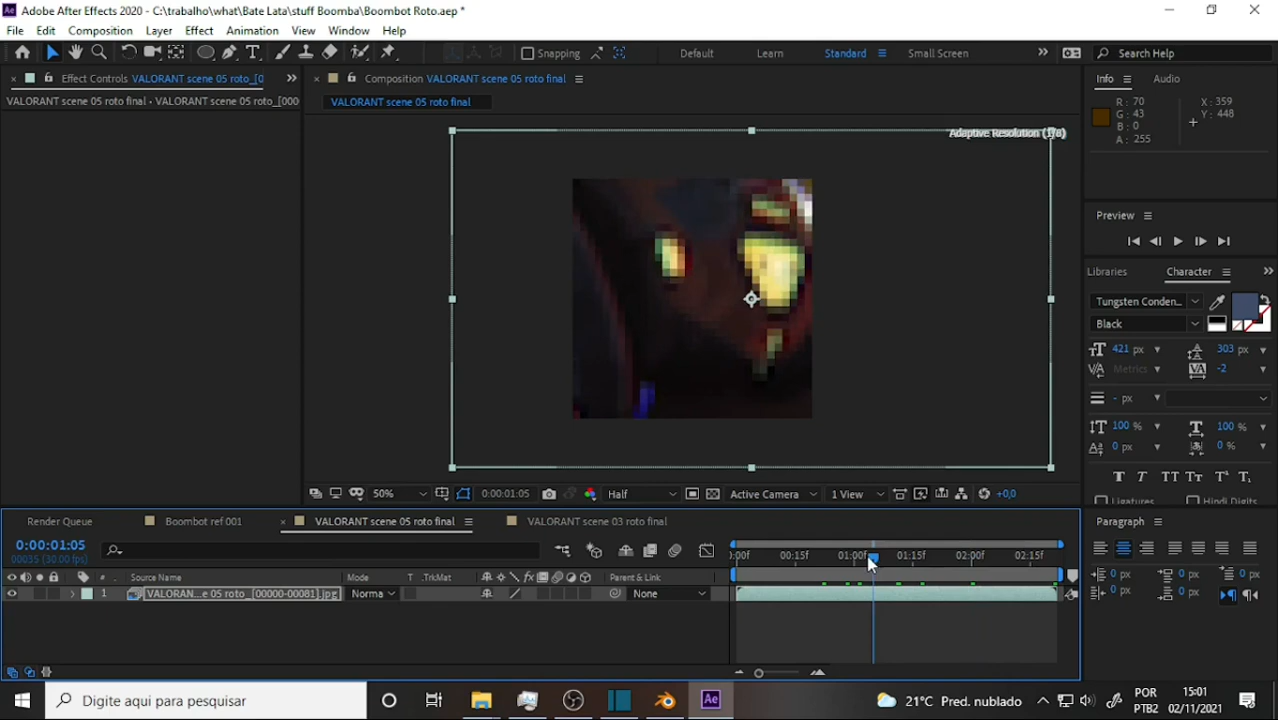 Adobe After Effects 2020 - C:\trabalho\what\Bate Lata\stuff Boomba\Boombot Roto.aep *
File Edit Composition Layer Effect Animation View Window Help
Snapping Default Learn Standard Small Screen Search Help
Effect Controls VALORANT scene 05 roto_[0
Composition VALORANT scene 05 roto final
Info Audio
VALORANT scene 05 roto final • VALORANT scene 05 roto_[000
VALORANT scene 05 roto final
R : 70
G : 43
B : 0
A : 255
X : 359
Y : 448
Adaptive Resolution
Preview
Libraries Character
Tungsten Conden...
Black
421 px 303 px
Metrics -2
- px
100 % 100 %
0 px 0 %
Ligatures Hindi Digits
50% 0:00:01:05 Half Active Camera 1 View +0,0
Render Queue Boombot ref 001 VALORANT scene 05 roto final VALORANT scene 03 roto final
Paragraph
0:00:01:05
00035 (30.00 fps)
:00f 00:15f 01:00f 01:15f 02:00f 02:15f
# Source Name Mode T .TrkMat Parent & Link
1 VALORAN...e 05 roto_[00000-00081].jpg Normal None
0 px 0 px
0 px 0 px
0 px
Digite aqui para pesquisar
Ae
21°C Pred. nublado
POR
PTB2
15:01
02/11/2021